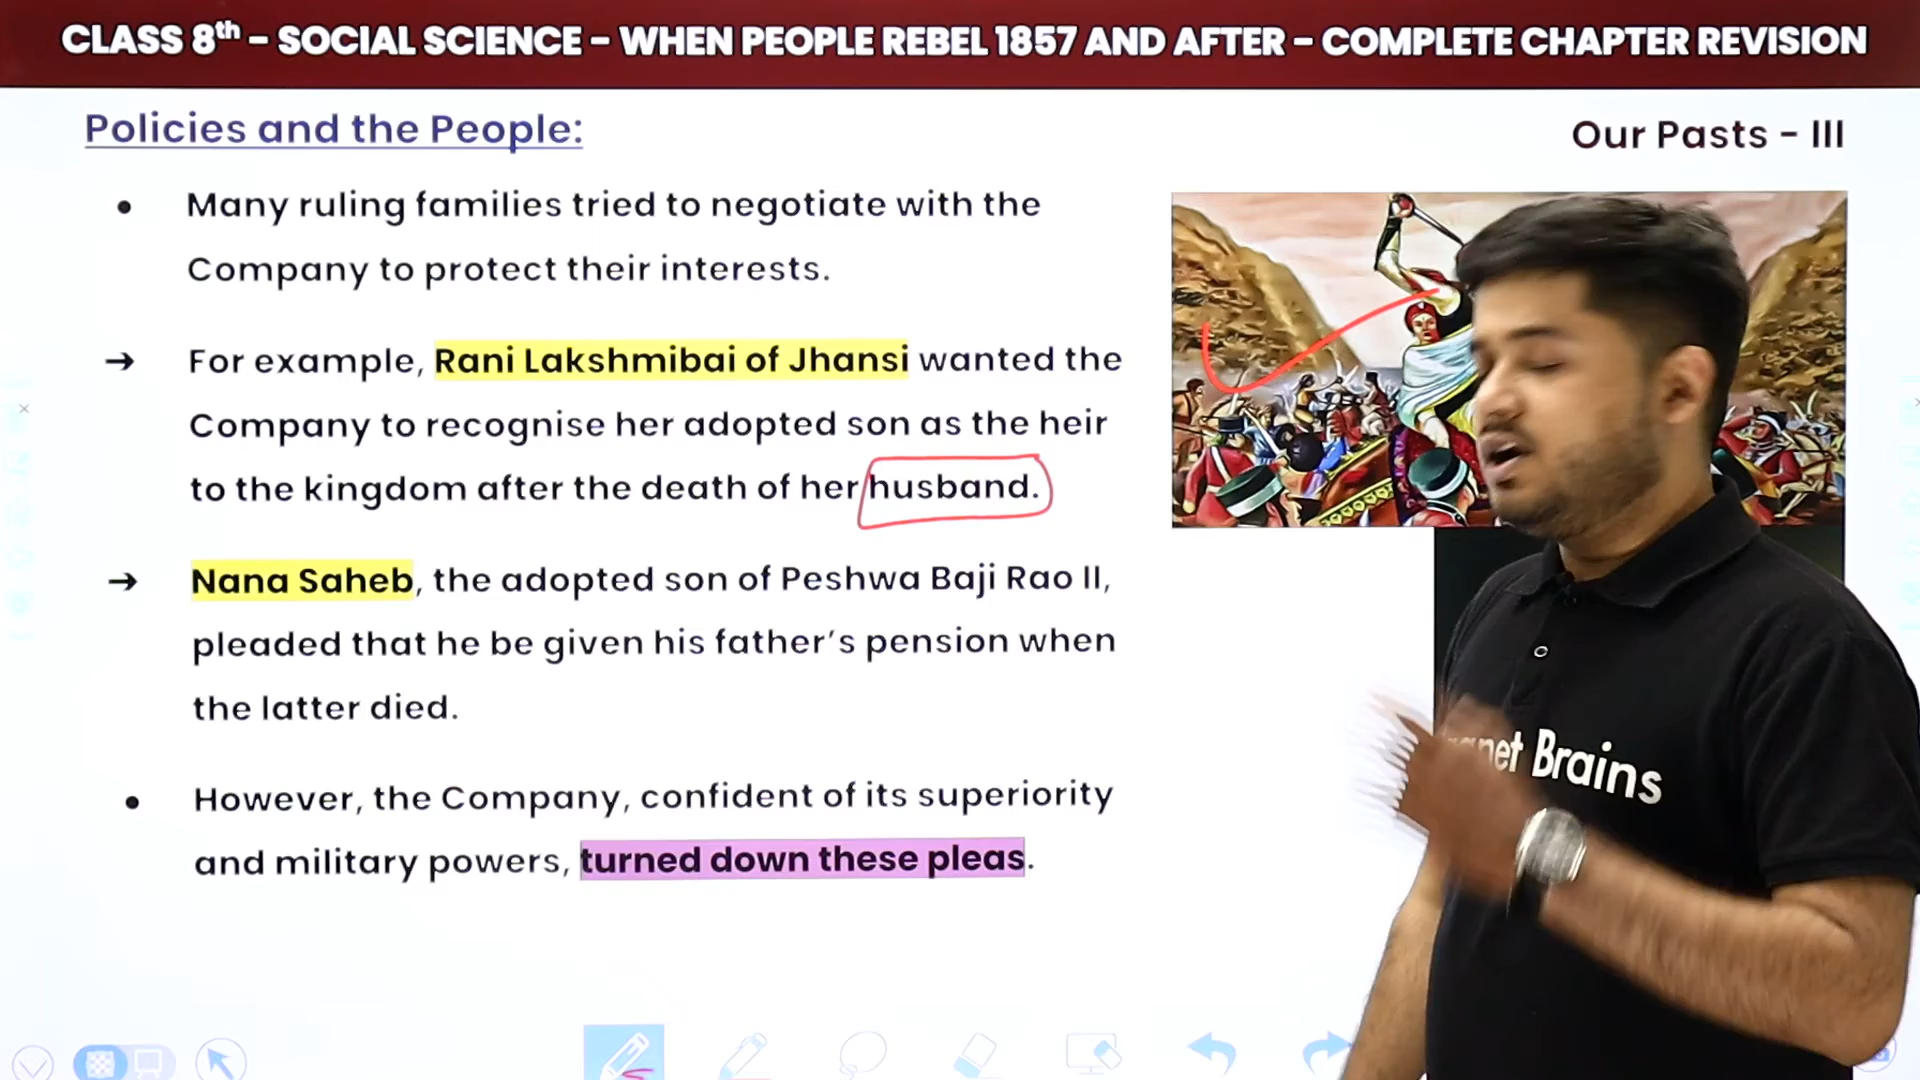 CLASS 8th – SOCIAL SCIENCE – WHEN PEOPLE REBEL 1857 AND AFTER – COMPLETE CHAPTER REVISION
Policies and the People:
Our Pasts – III
• Many ruling families tried to negotiate with the
Company to protect their interests.
→ For example, Rani Lakshmibai of Jhansi wanted the
Company to recognise her adopted son as the heir
to the kingdom after the death of her husband.
→ Nana Saheb, the adopted son of Peshwa Baji Rao II,
pleaded that he be given his father's pension when
the latter died.
• However, the Company, confident of its superiority
and military powers, turned down these pleas.
Brains